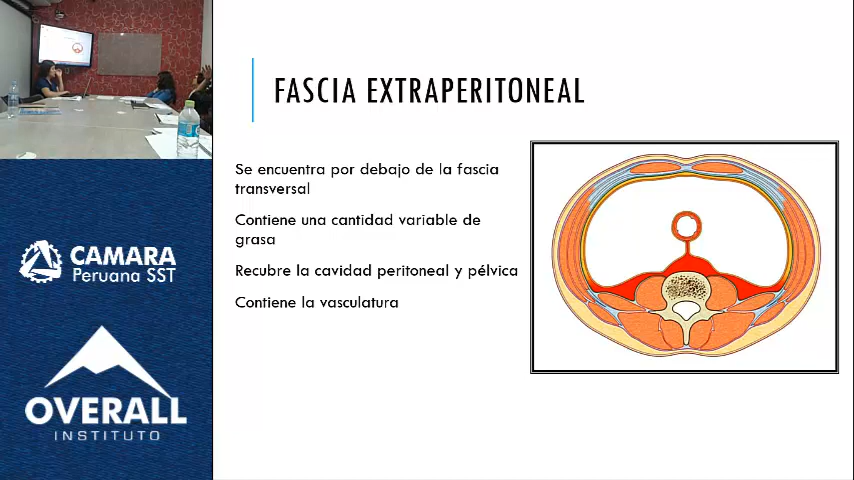 FASCIA EXTRAPERITONEAL
Se encuentra por debajo de la fascia
transversal
Contiene una cantidad variable de
grasa
Recubre la cavidad peritoneal y pélvica
Contiene la vasculatura
CAMARA
Peruana SST
OVERALL
INSTITUTO